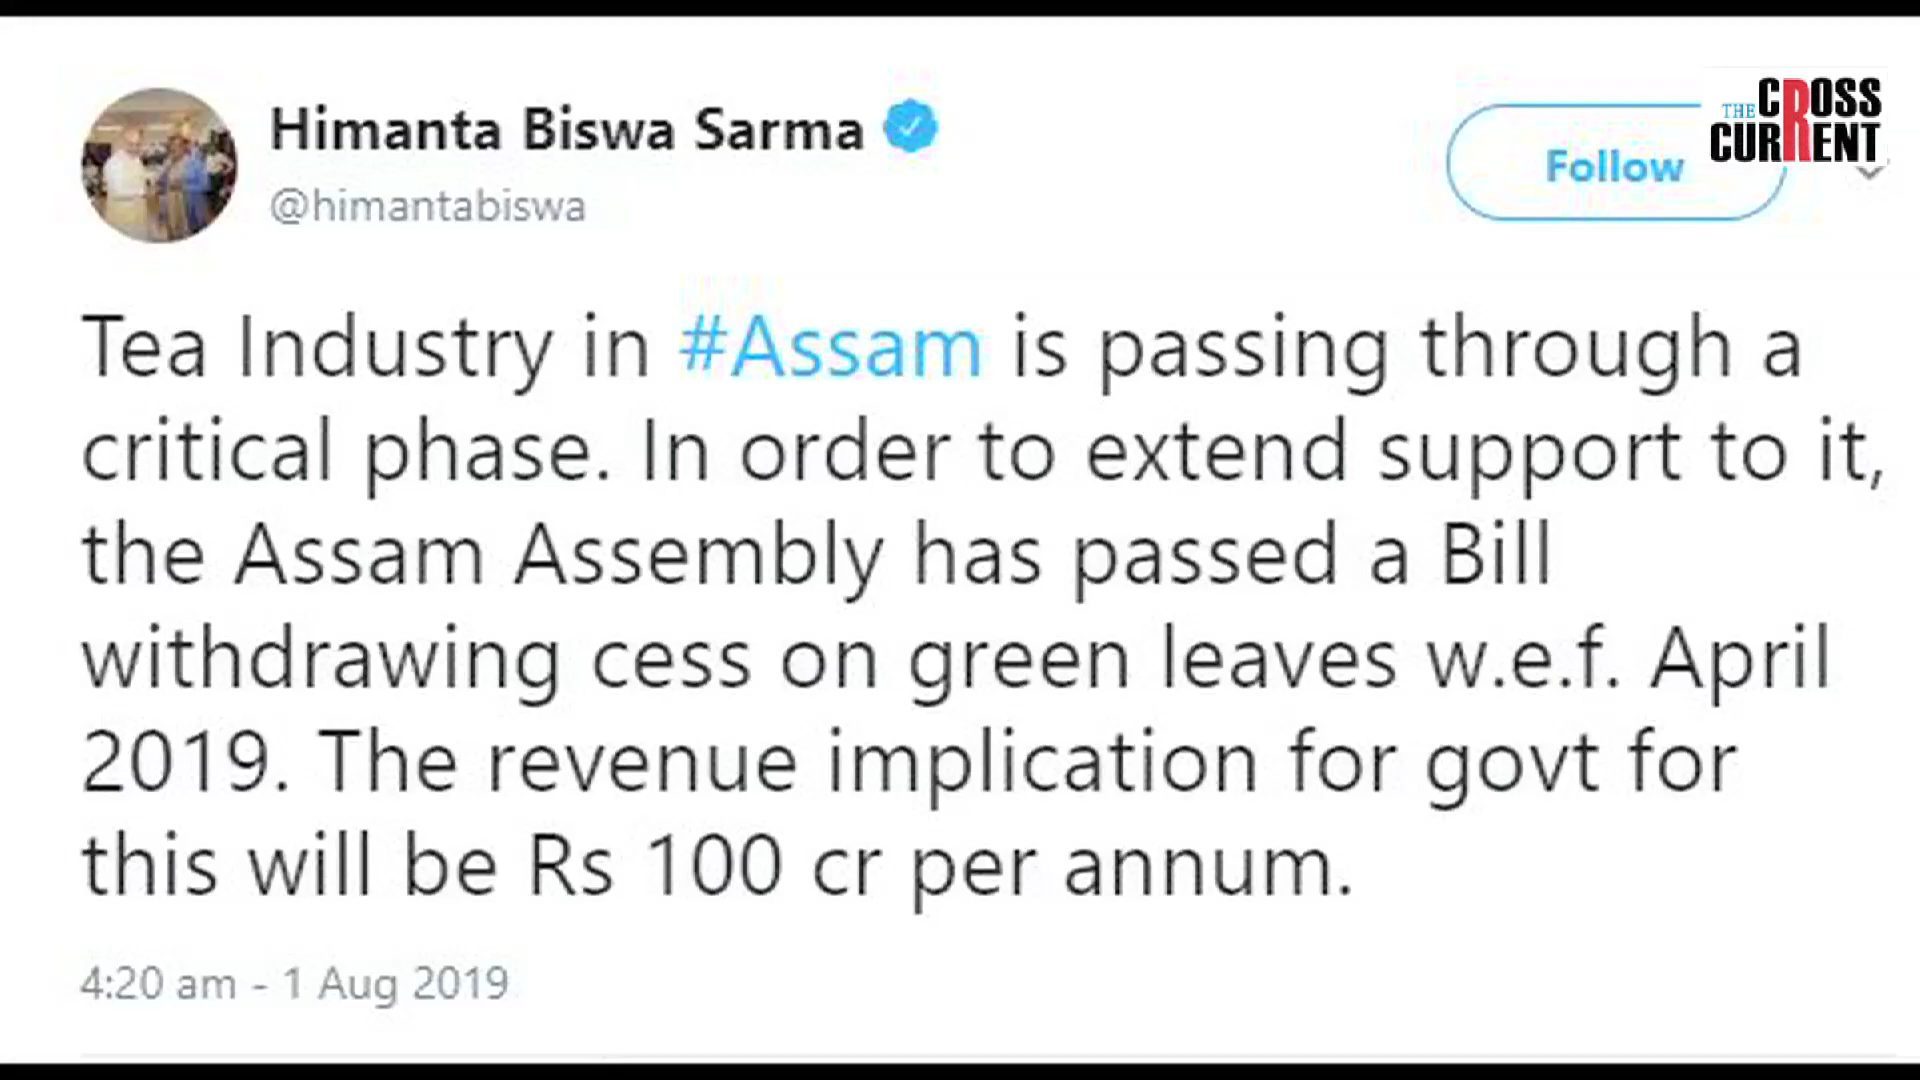 Himanta Biswa Sarma
@himantabiswa
Follow
THE CROSS
CURRENT
Tea Industry in #Assam is passing through a
critical phase. In order to extend support to it,
the Assam Assembly has passed a Bill
withdrawing cess on green leaves w.e.f. April
2019. The revenue implication for govt for
this will be Rs 100 cr per annum.
4:20 am - 1 Aug 2019